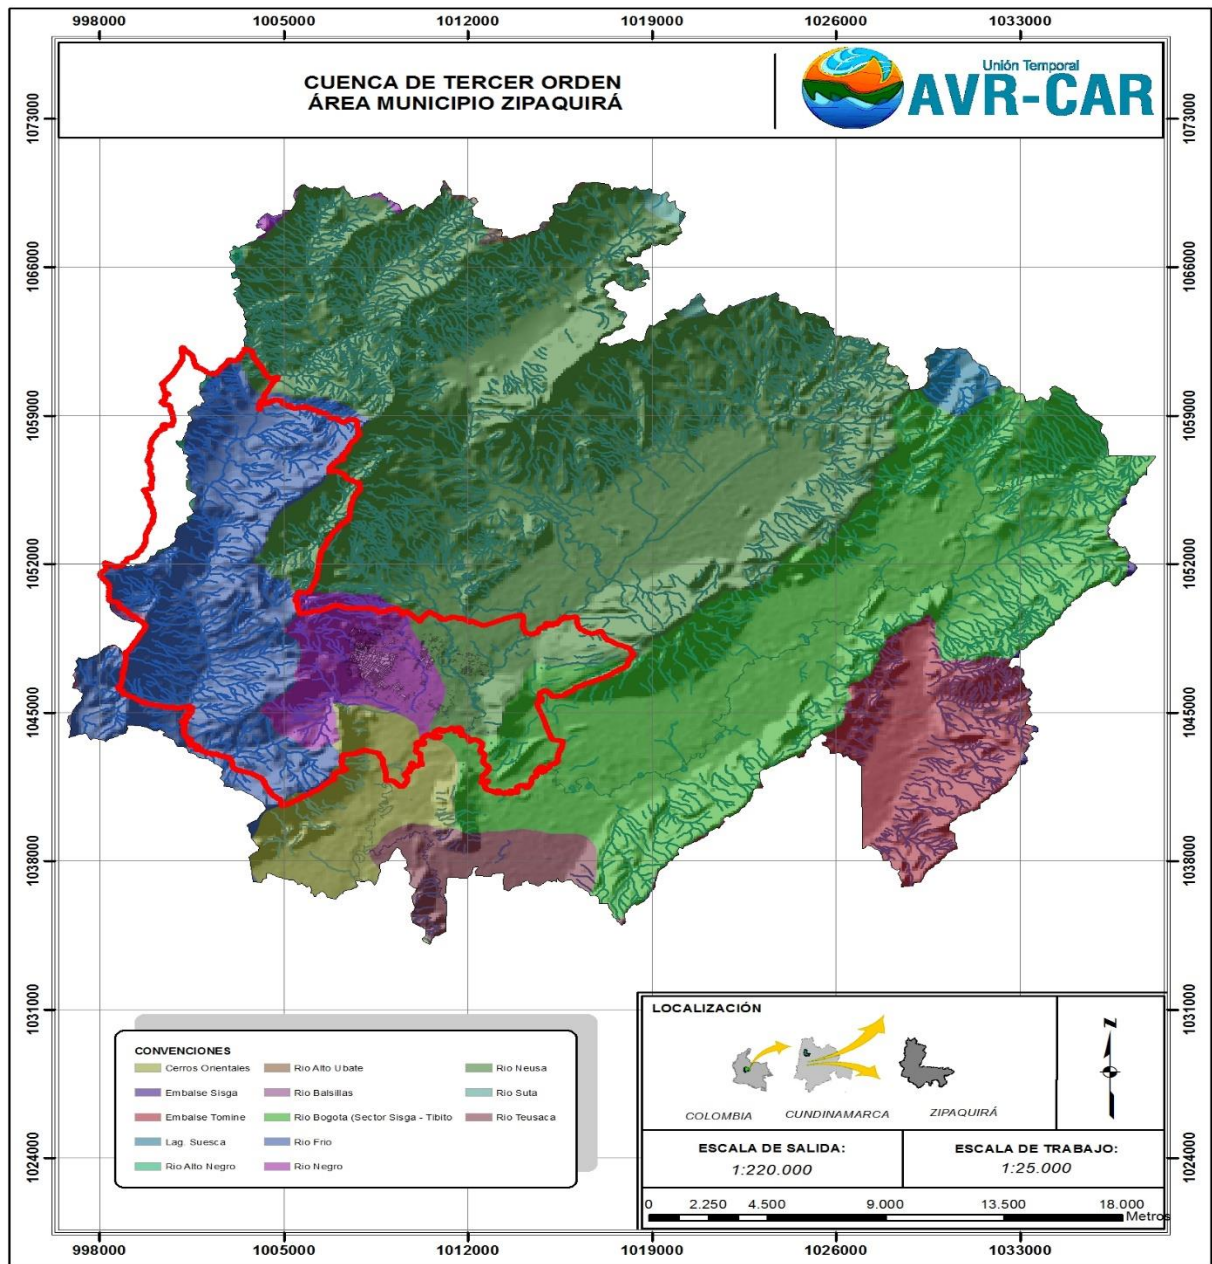 998000 1005000 1012000 1019000 1026000 1033000
CUENCA DE TERCER ORDEN
ÁREA MUNICIPIO ZIPAQUIRÁ
Unión Temporal
AVR-CAR
1073000 1073000
1066000 1066000
1059000 1059000
1052000 1052000
1045000 1045000
1038000 1038000
1031000 1031000
1024000 1024000
CONVENCIONES
Cerros Orientales
Embalse Sisga
Embalse Tomine
Lag. Suesca
Rio Alto Negro
Rio Alto Ubate
Rio Balsillas
Rio Bogota (Sector Sisga - Tibito
Rio Frio
Rio Negro
Rio Neusa
Rio Suta
Rio Teusaca
LOCALIZACIÓN
COLOMBIA CUNDINAMARCA ZIPAQUIRÁ
N
ESCALA DE SALIDA:
1:220.000
ESCALA DE TRABAJO:
1:25.000
0 2.250 4.500 9.000 13.500 18.000
Metros
998000 1005000 1012000 1019000 1026000 1033000